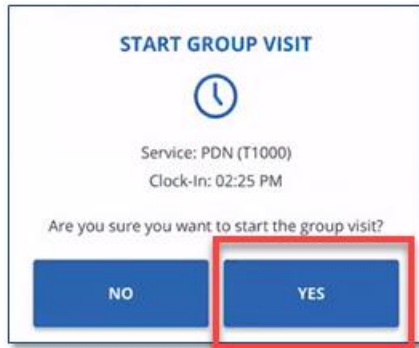 START GROUP VISIT
Service: PDN (T1000)
Clock-In: 02:25 PM
Are you sure you want to start the group visit?
NO YES